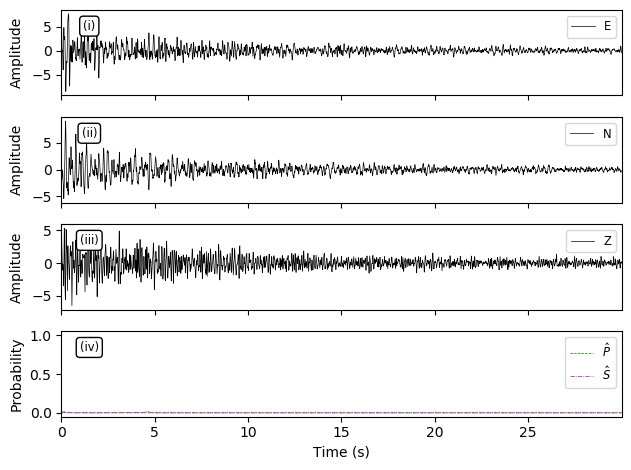 Amplitude
5
0
−5
(i)
E
Amplitude
5
0
−5
(ii)
N
Amplitude
5
0
−5
(iii)
Z
Probability
1.0
0.5
0.0
(iv)
P̂
Ŝ
0 5 10 15 20 25
Time (s)